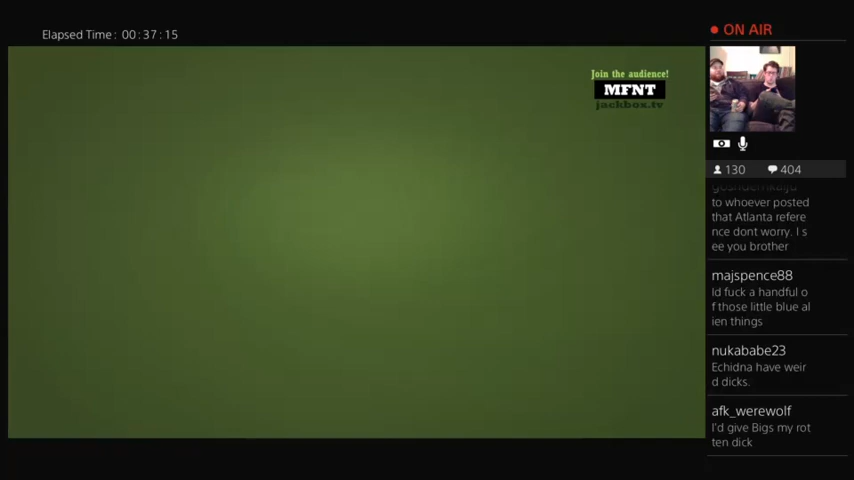 Elapsed Time: 00:37:15
ON AIR
Join the audience!
MFNT
jackbox.tv
130 404
to whoever posted
that Atlanta refere
nce dont worry. I s
ee you brother
majspence88
Id fuck a handful o
f those little blue al
ien things
nukababe23
Echidna have weir
d dicks.
afk_werewolf
I'd give Bigs my rot
ten dick